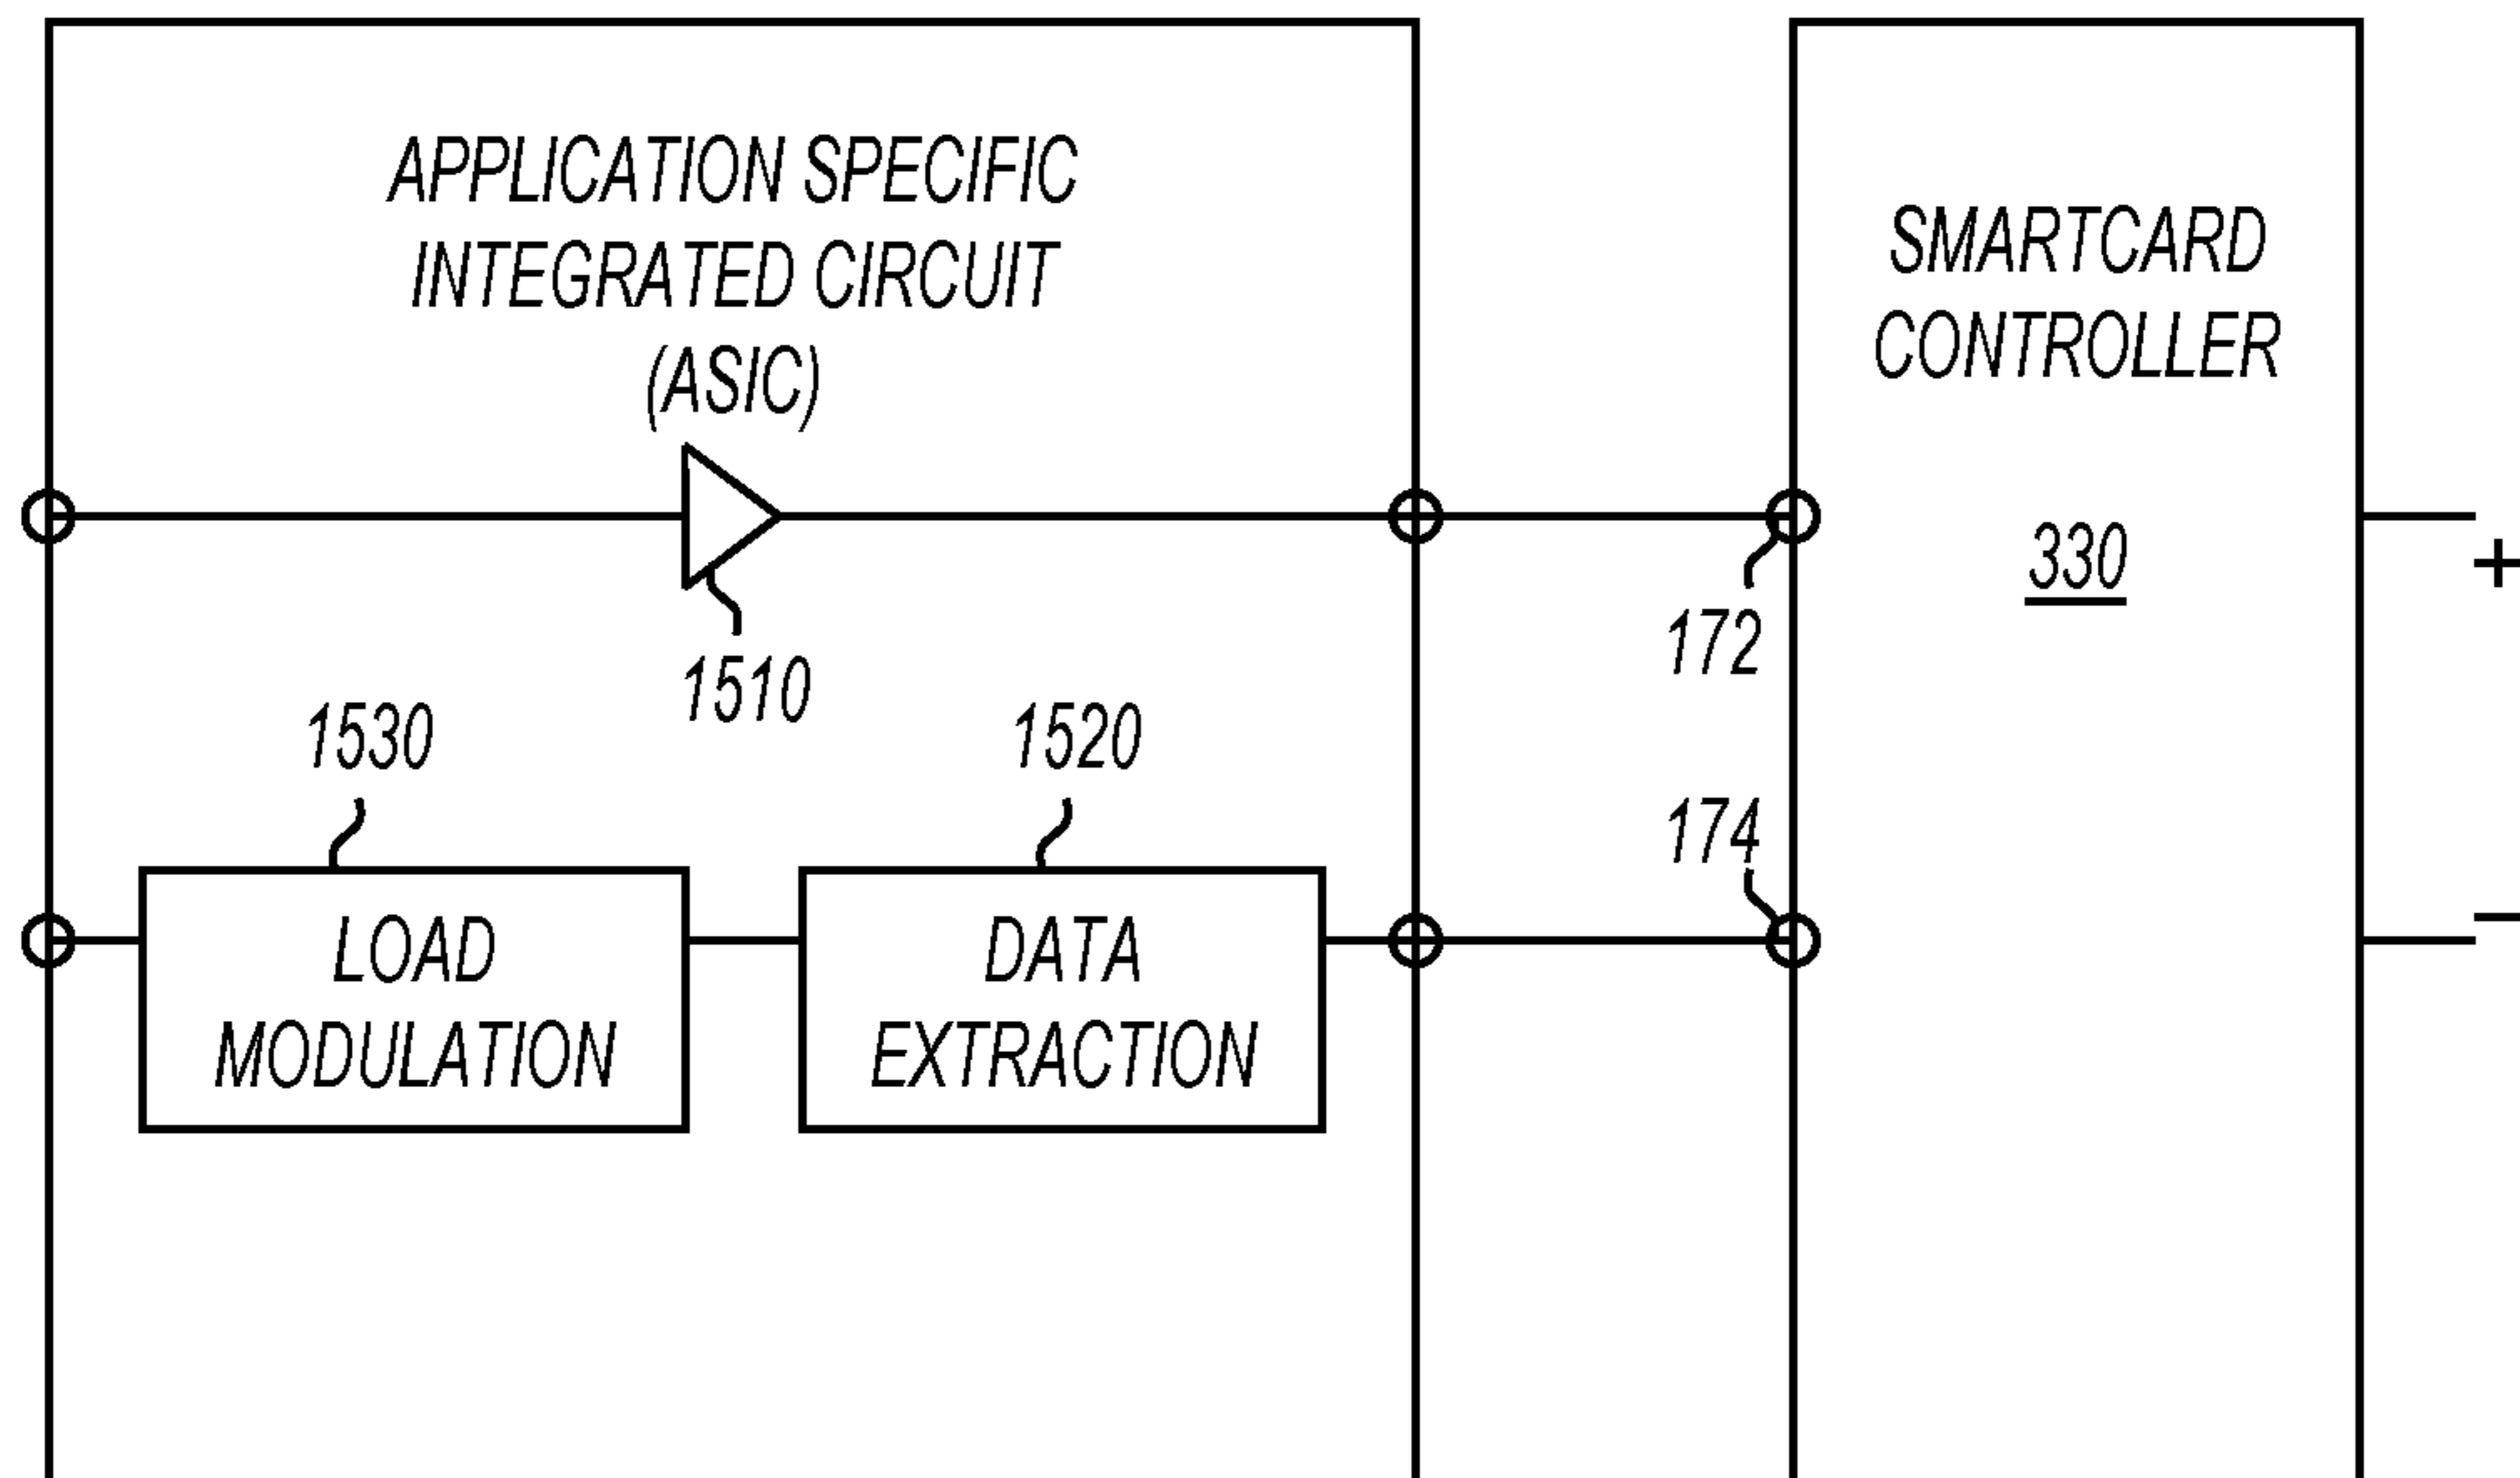 APPLICATION SPECIFIC
INTEGRATED CIRCUIT
(ASIC)
SMARTCARD
CONTROLLER
330
+
172
1510
1530
1520
174
−
LOAD
MODULATION
DATA
EXTRACTION